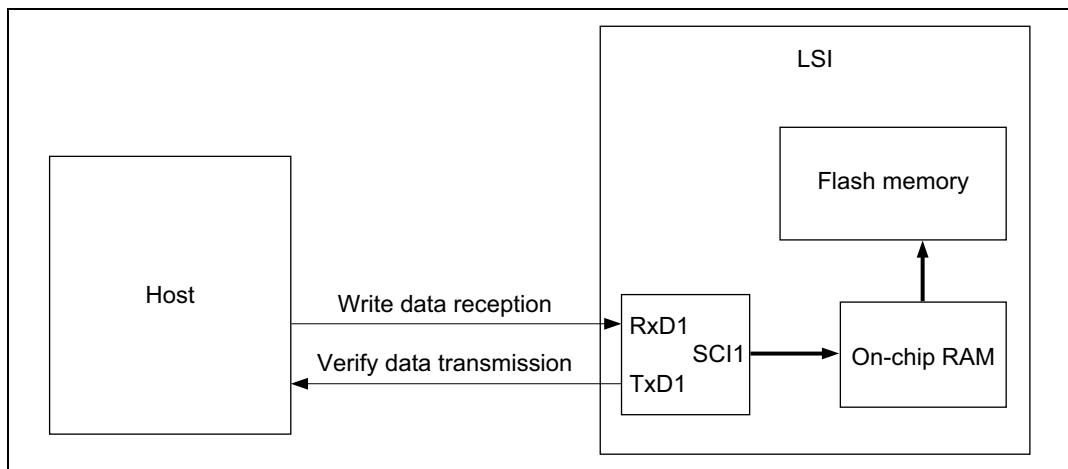 LSI
Flash memory
Host
Write data reception
RxD1
SCI1
On-chip RAM
Verify data transmission
TxD1